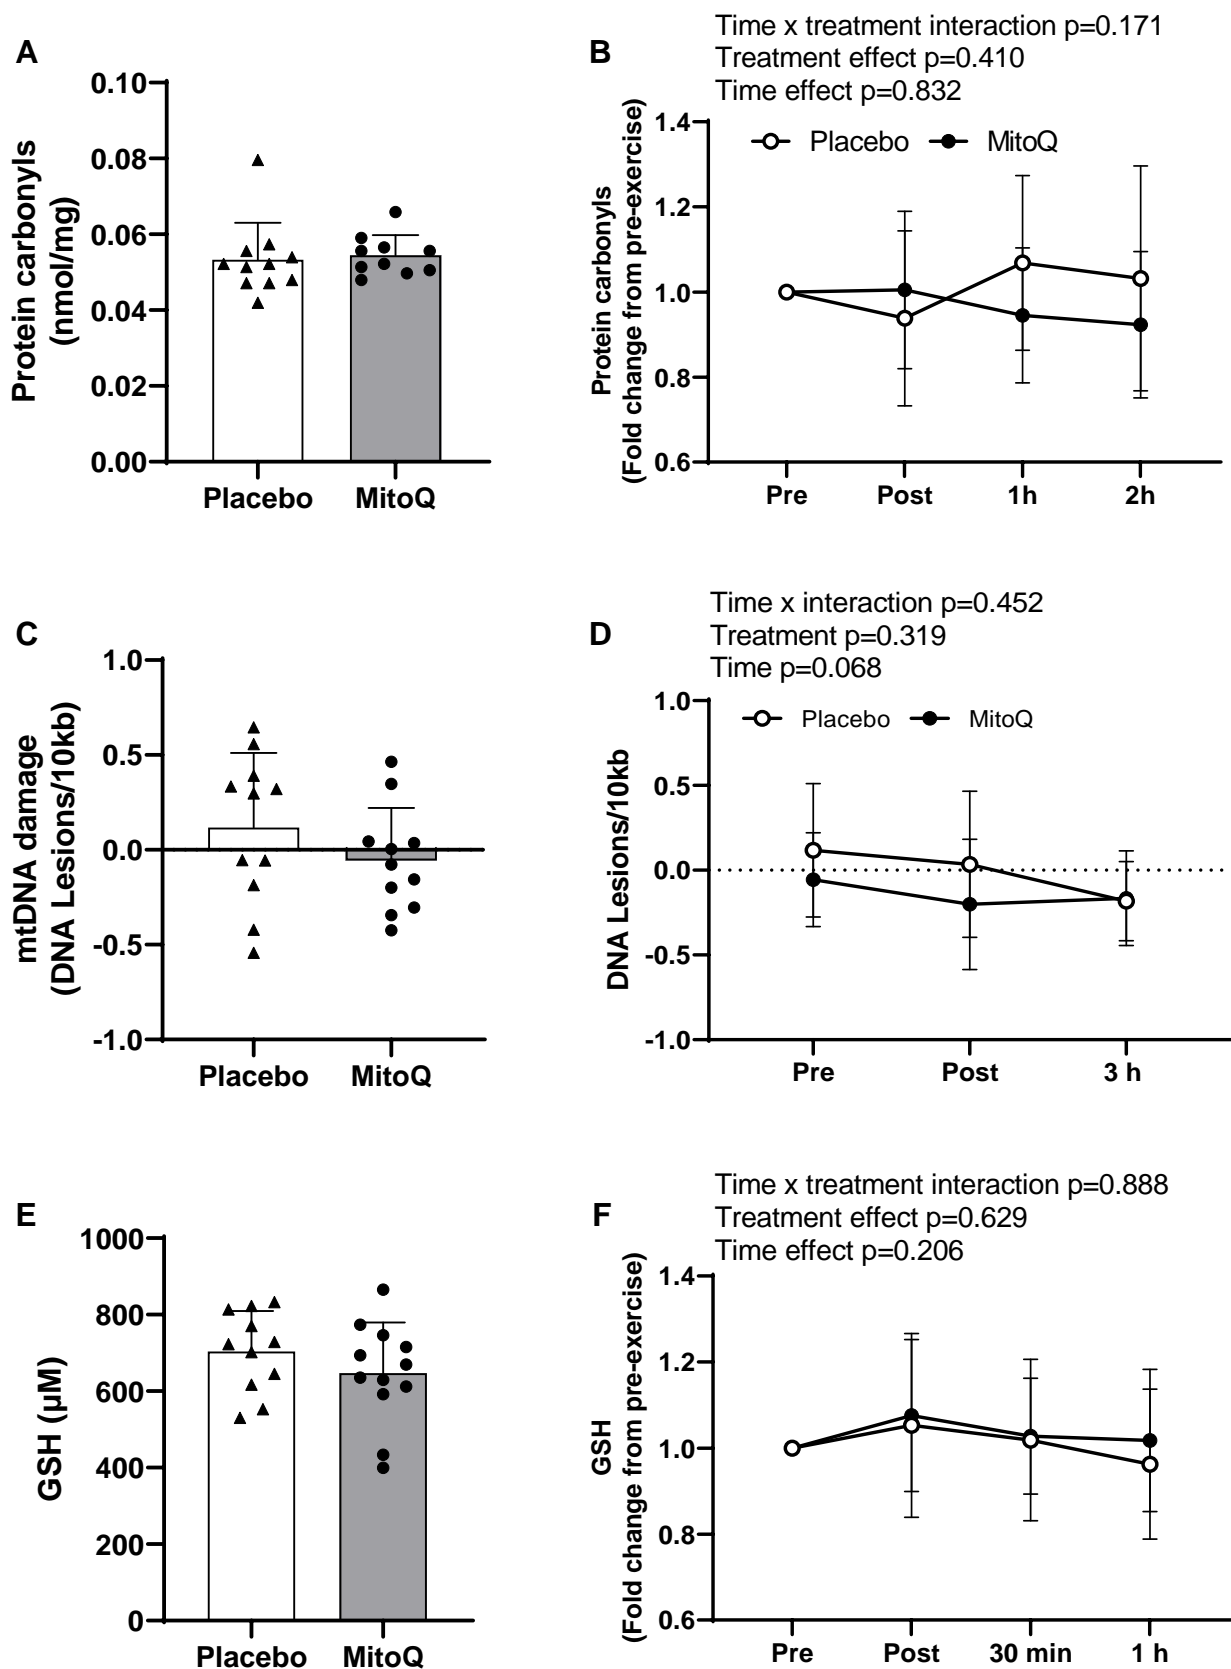 A
Protein carbonyls
(nmol/mg)
0.10
0.08
0.06
0.04
0.02
0.00
Placebo MitoQ
B
Time x treatment interaction p=0.171
Treatment effect p=0.410
Time effect p=0.832
Protein carbonyls
(Fold change from pre-exercise)
1.4
1.2
1.0
0.8
0.6
Placebo MitoQ
Pre Post 1h 2h
C
mtDNA damage
(DNA Lesions/10kb)
1.0
0.5
0.0
-0.5
-1.0
Placebo MitoQ
D
Time x interaction p=0.452
Treatment p=0.319
Time p=0.068
DNA Lesions/10kb
1.0
0.5
0.0
-0.5
-1.0
Placebo MitoQ
Pre Post 3 h
E
GSH (µM)
1000
800
600
400
200
0
Placebo MitoQ
F
Time x treatment interaction p=0.888
Treatment effect p=0.629
Time effect p=0.206
GSH
(Fold change from pre-exercise)
1.4
1.2
1.0
0.8
0.6
Pre Post 30 min 1 h